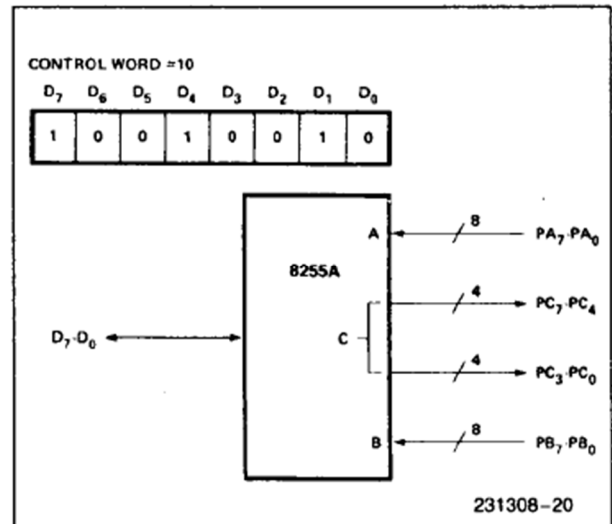 CONTROL WORD =10
D7 D6 D5 D4 D3 D2 D1 D0
1 0 0 1 0 0 1 0
A 8 PA7-PA0
8255A
4 PC7-PC4
D7-D0 C
4 PC3-PC0
B 8 PB7-PB0
231308-20